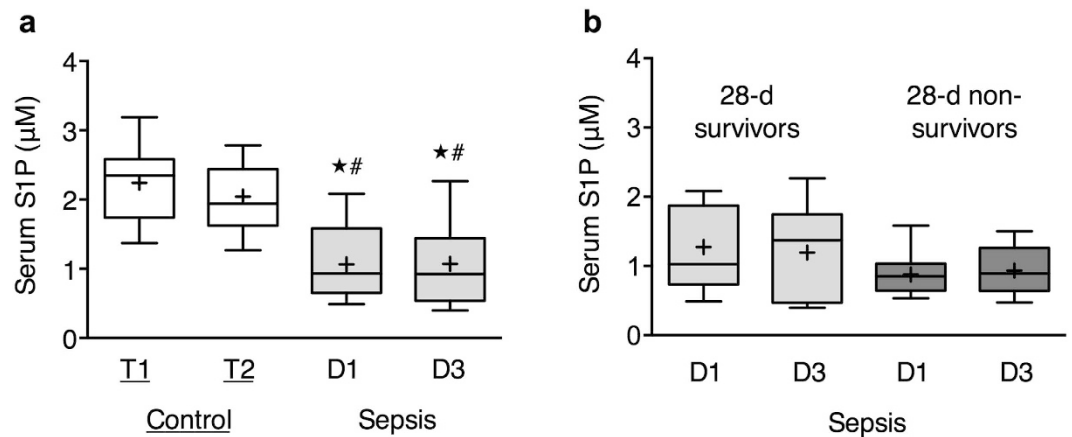 a
4
3
2
1
0
Serum S1P (µM)
★#
★#
T1 T2 D1 D3
Control Sepsis
b
4
3
2
1
0
Serum S1P (µM)
28-d
survivors
28-d non-
survivors
D1 D3 D1 D3
Sepsis